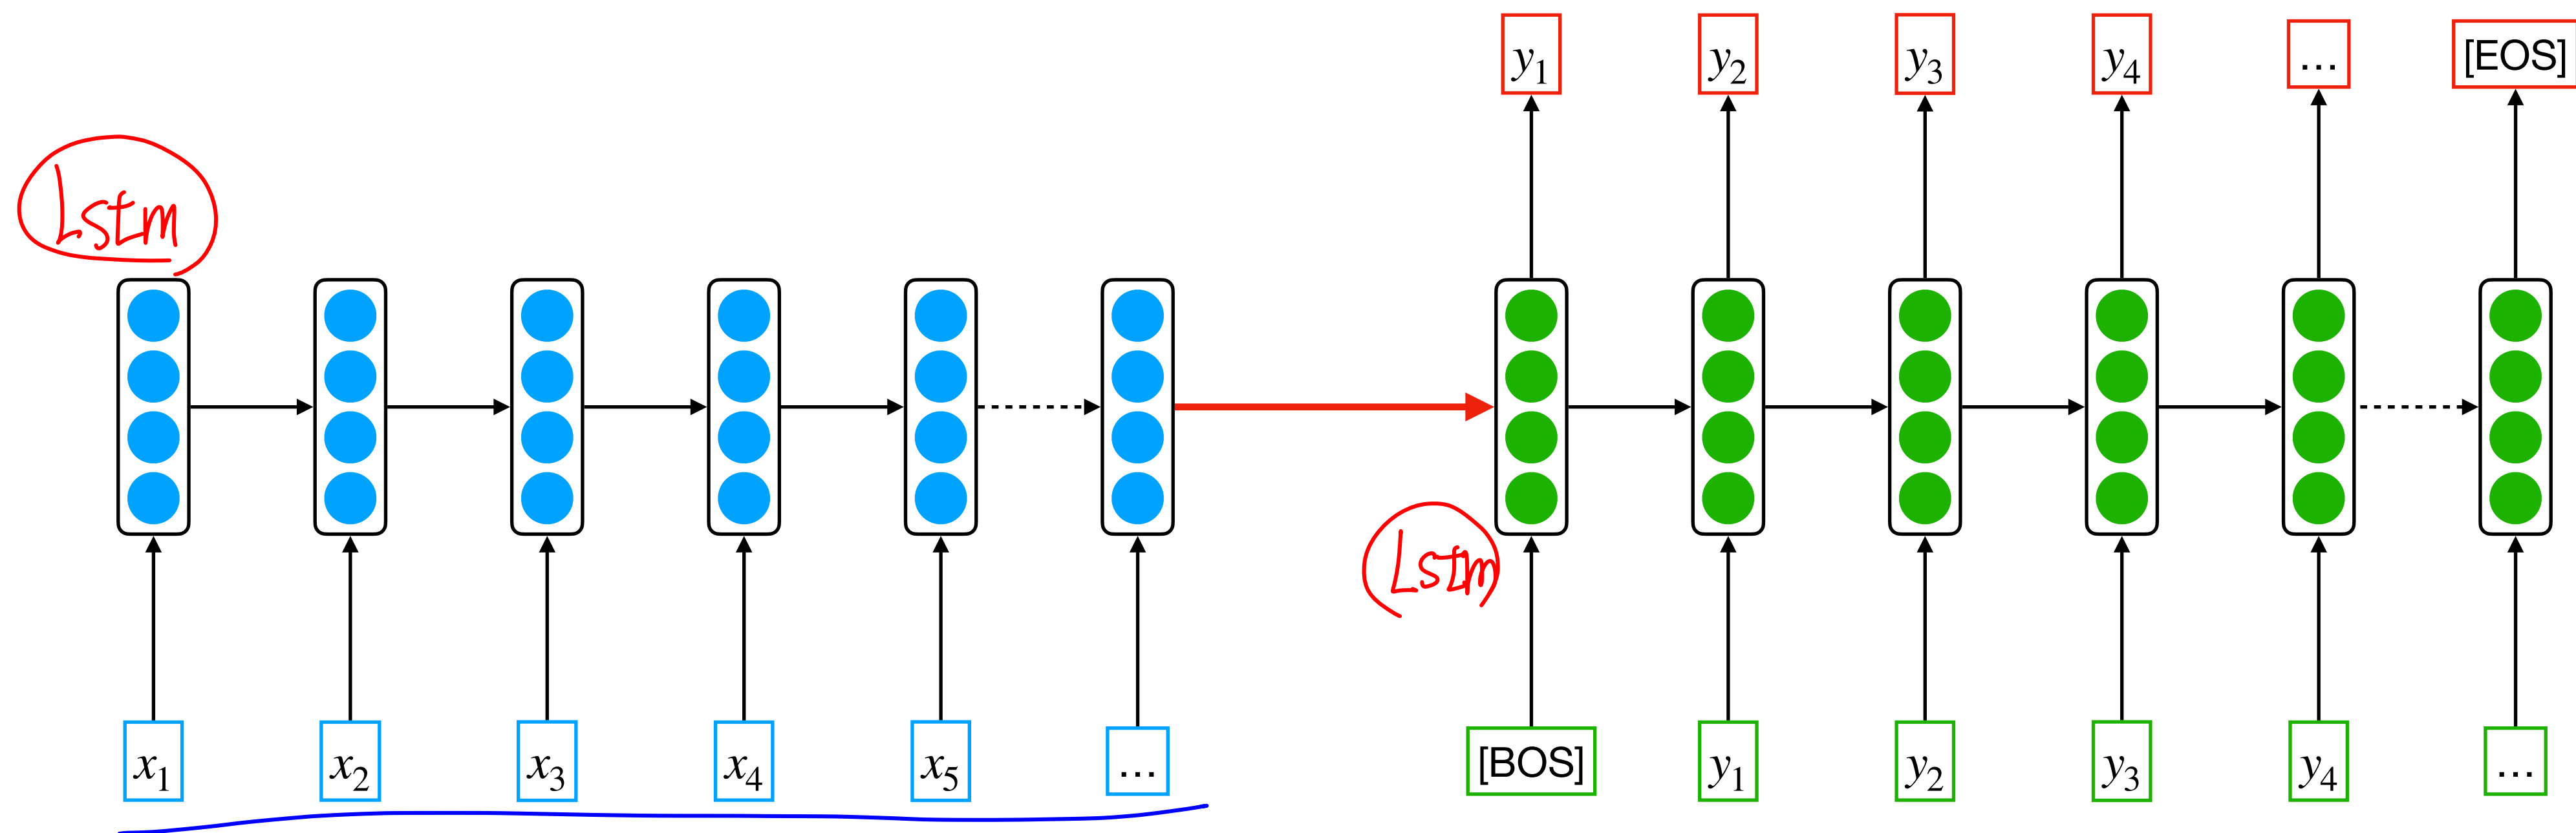 y1 y2 y3 y4 ... [EOS]
Lstm
Lstm
x1 x2 x3 x4 x5 ... [BOS] y1 y2 y3 y4 ...